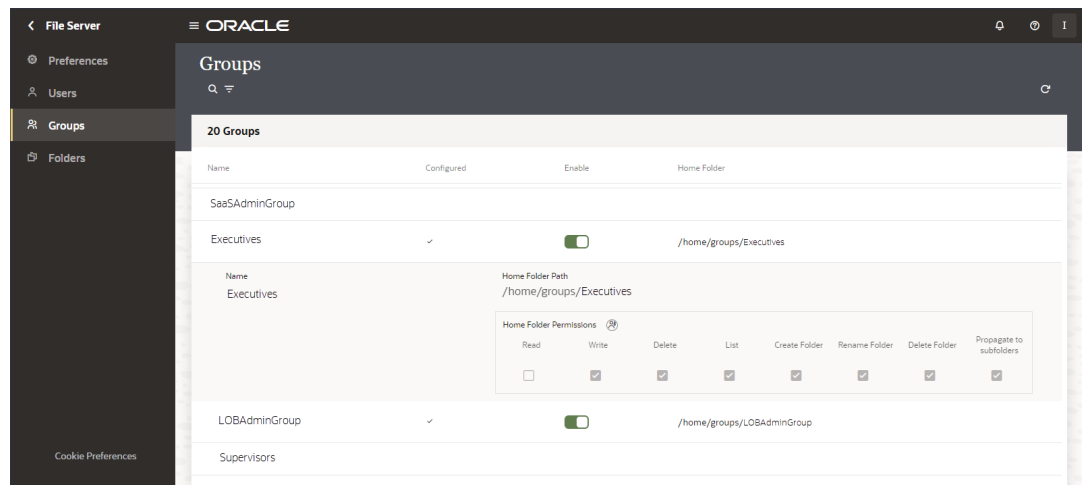 File Server
ORACLE
I
Preferences
Users
Groups
Folders
Cookie Preferences
Groups
20 Groups
Name Configured Enable Home Folder
SaaSAdminGroup
Executives /home/groups/Executives
Name Home Folder Path
Executives /home/groups/Executives
Home Folder Permissions
Read Write Delete List Create Folder Rename Folder Delete Folder Propagate to
subfolders
LOBAdminGroup /home/groups/LOBAdminGroup
Supervisors